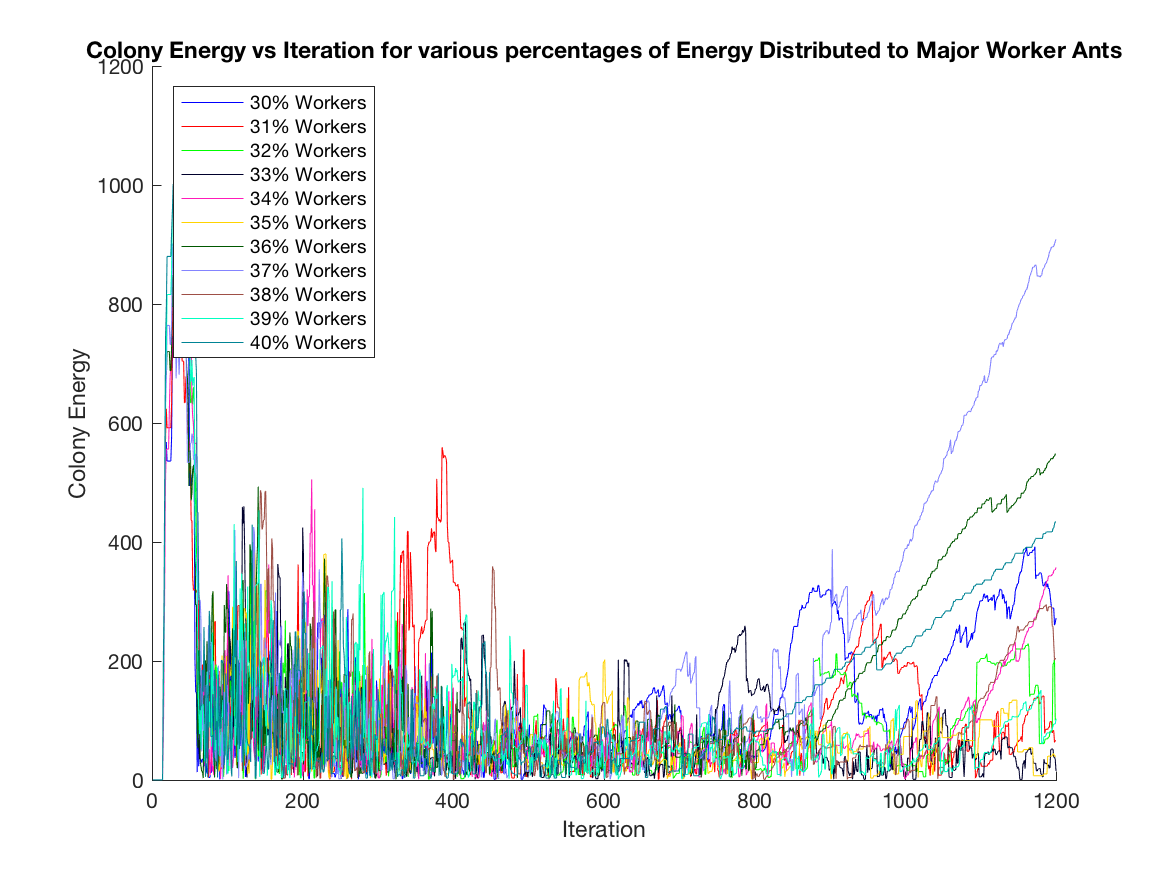 Colony Energy vs Iteration for various percentages of Energy Distributed to Major Worker Ants
1200
1000
800
600
400
200
0
Colony Energy
30% Workers
31% Workers
32% Workers
33% Workers
34% Workers
35% Workers
36% Workers
37% Workers
38% Workers
39% Workers
40% Workers
0 200 400 600 800 1000 1200
Iteration